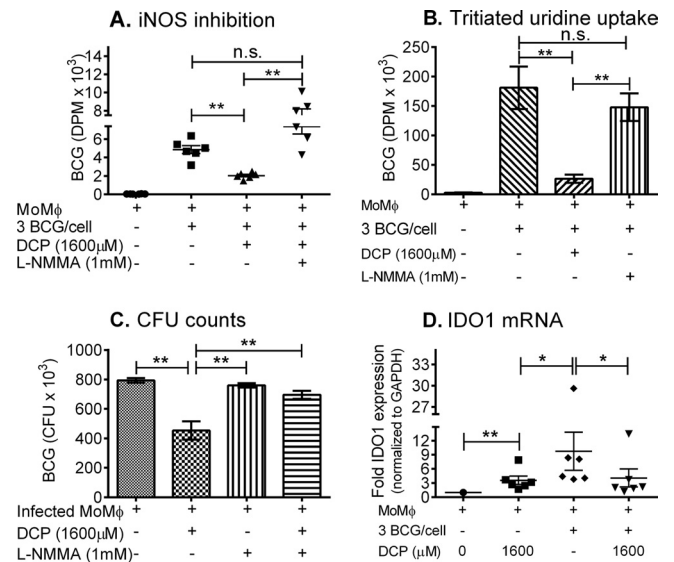 A. iNOS inhibition
n.s.
**
**
BCG (DPM x 10³)
14
12
10
8
6
4
2
0
MoMϕ + + + +
3 BCG/cell - + + +
DCP (1600µM) - - + +
L-NMMA (1mM) - - - +
B. Tritiated uridine uptake
n.s.
**
**
BCG (DPM x 10³)
250
200
150
100
50
0
MoMϕ + + + +
3 BCG/cell - + + +
DCP (1600µM) - - + -
L-NMMA (1mM) - - - +
C. CFU counts
**
** **
BCG (CFU x 10³)
1000
800
600
400
200
0
Infected MoMϕ + + + +
DCP (1600µM) - + - +
L-NMMA (1mM) - - + +
D. IDO1 mRNA
* *
**
Fold IDO1 expression
(normalized to GAPDH)
33
30
27
12
9
6
3
0
MoMϕ + + + +
3 BCG/cell - - + +
DCP (µM) 0 1600 - 1600